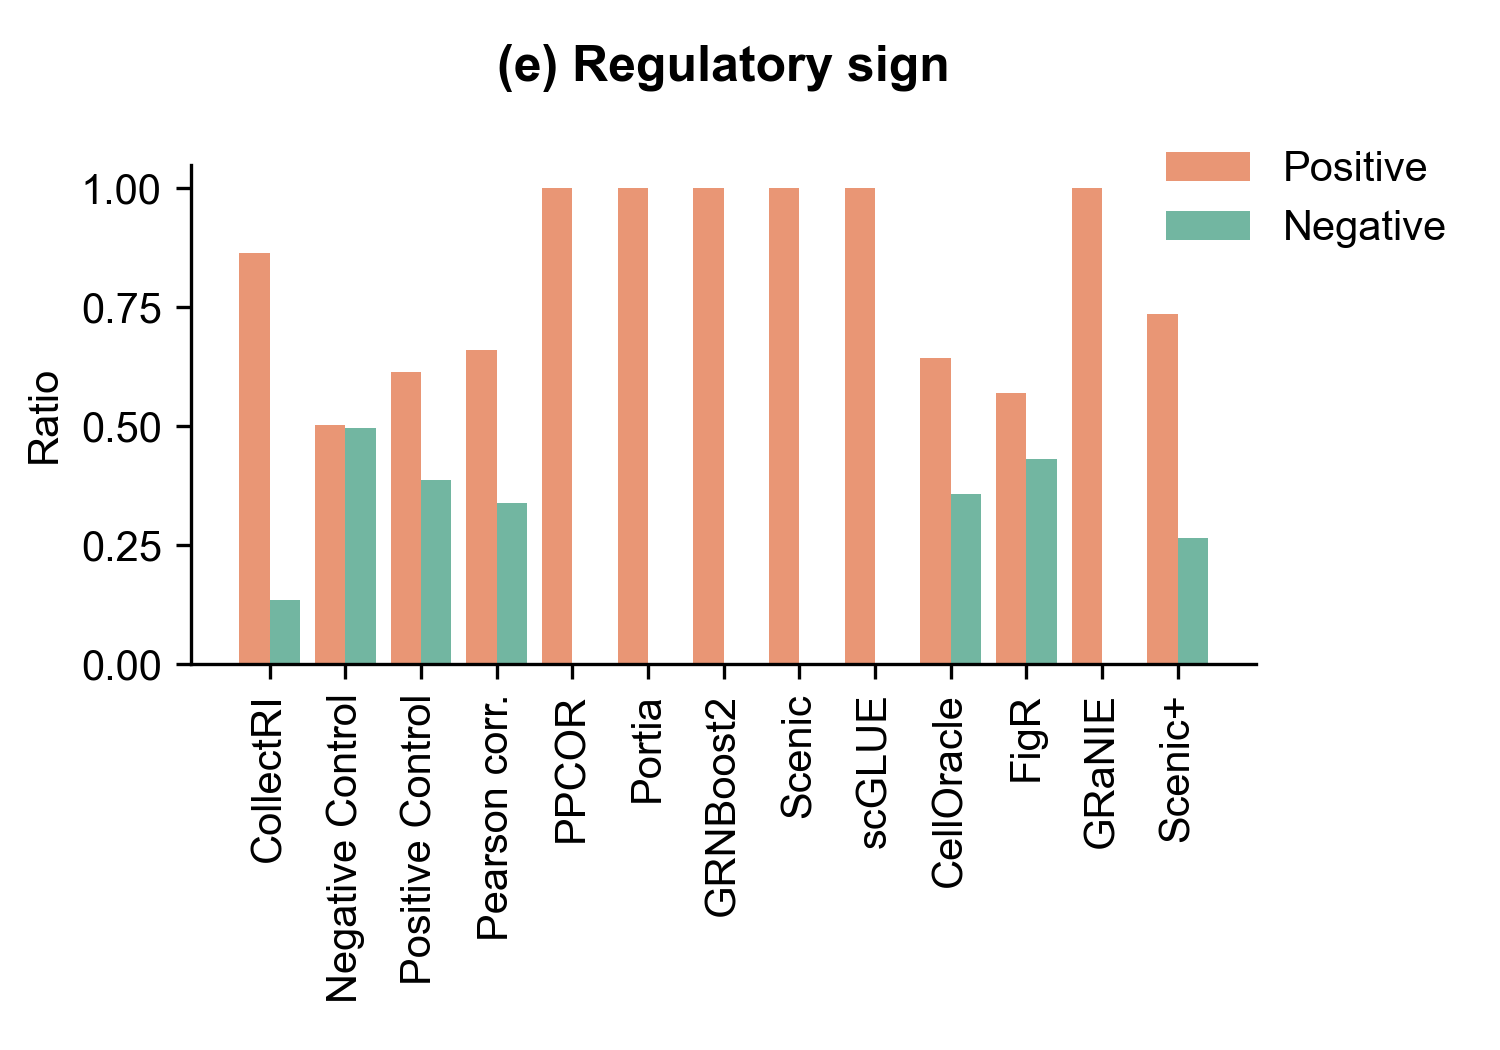 (e) Regulatory sign
Positive
Negative
Ratio
1.00
0.75
0.50
0.25
0.00
CollectRI
Negative Control
Positive Control
Pearson corr.
PPCOR
Portia
GRNBoost2
Scenic
scGLUE
CellOracle
FigR
GRaNIE
Scenic+